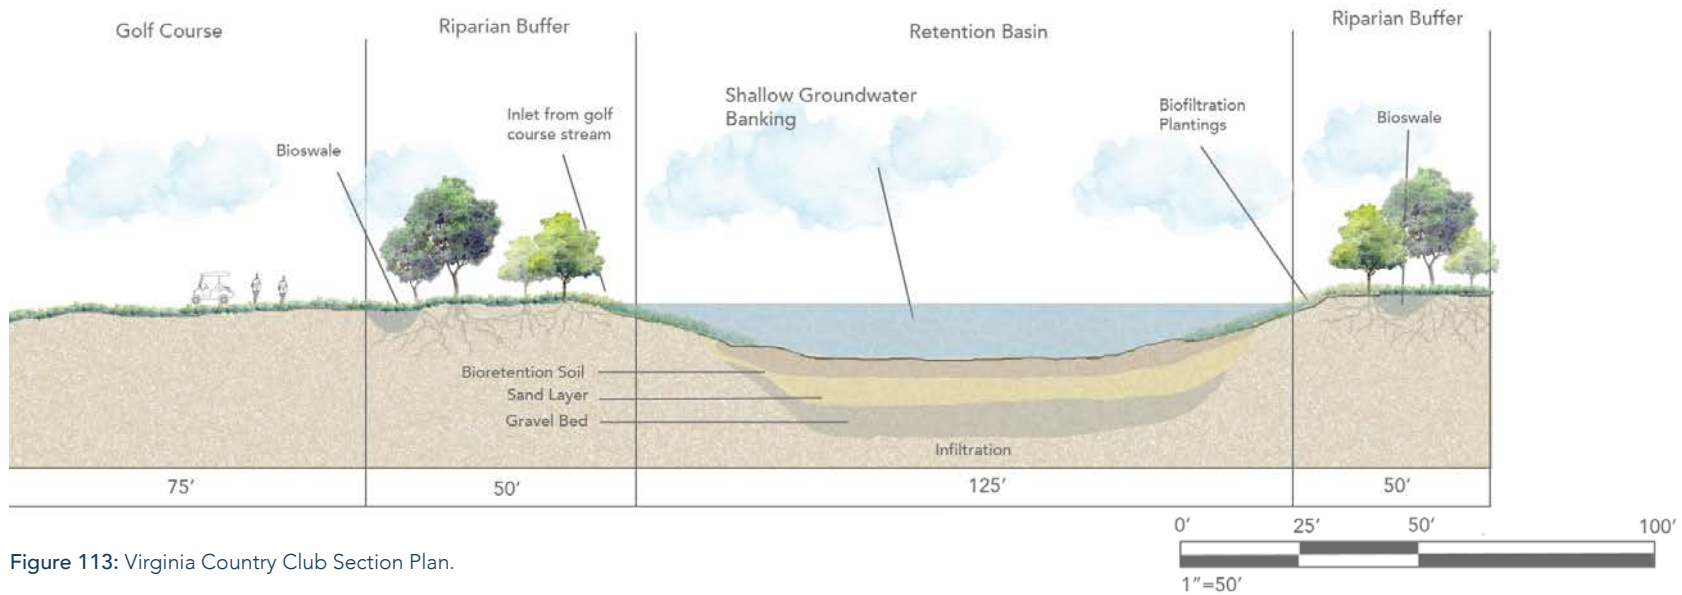 Golf Course
Riparian Buffer
Retention Basin
Riparian Buffer
Shallow Groundwater
Banking
Inlet from golf
course stream
Biofiltration
Plantings
Bioswale
Bioswale
Bioretention Soil
Sand Layer
Gravel Bed
Infiltration
75'
50'
125'
50'
0'
25'
50'
100'
1"=50'
Figure 113: Virginia Country Club Section Plan.